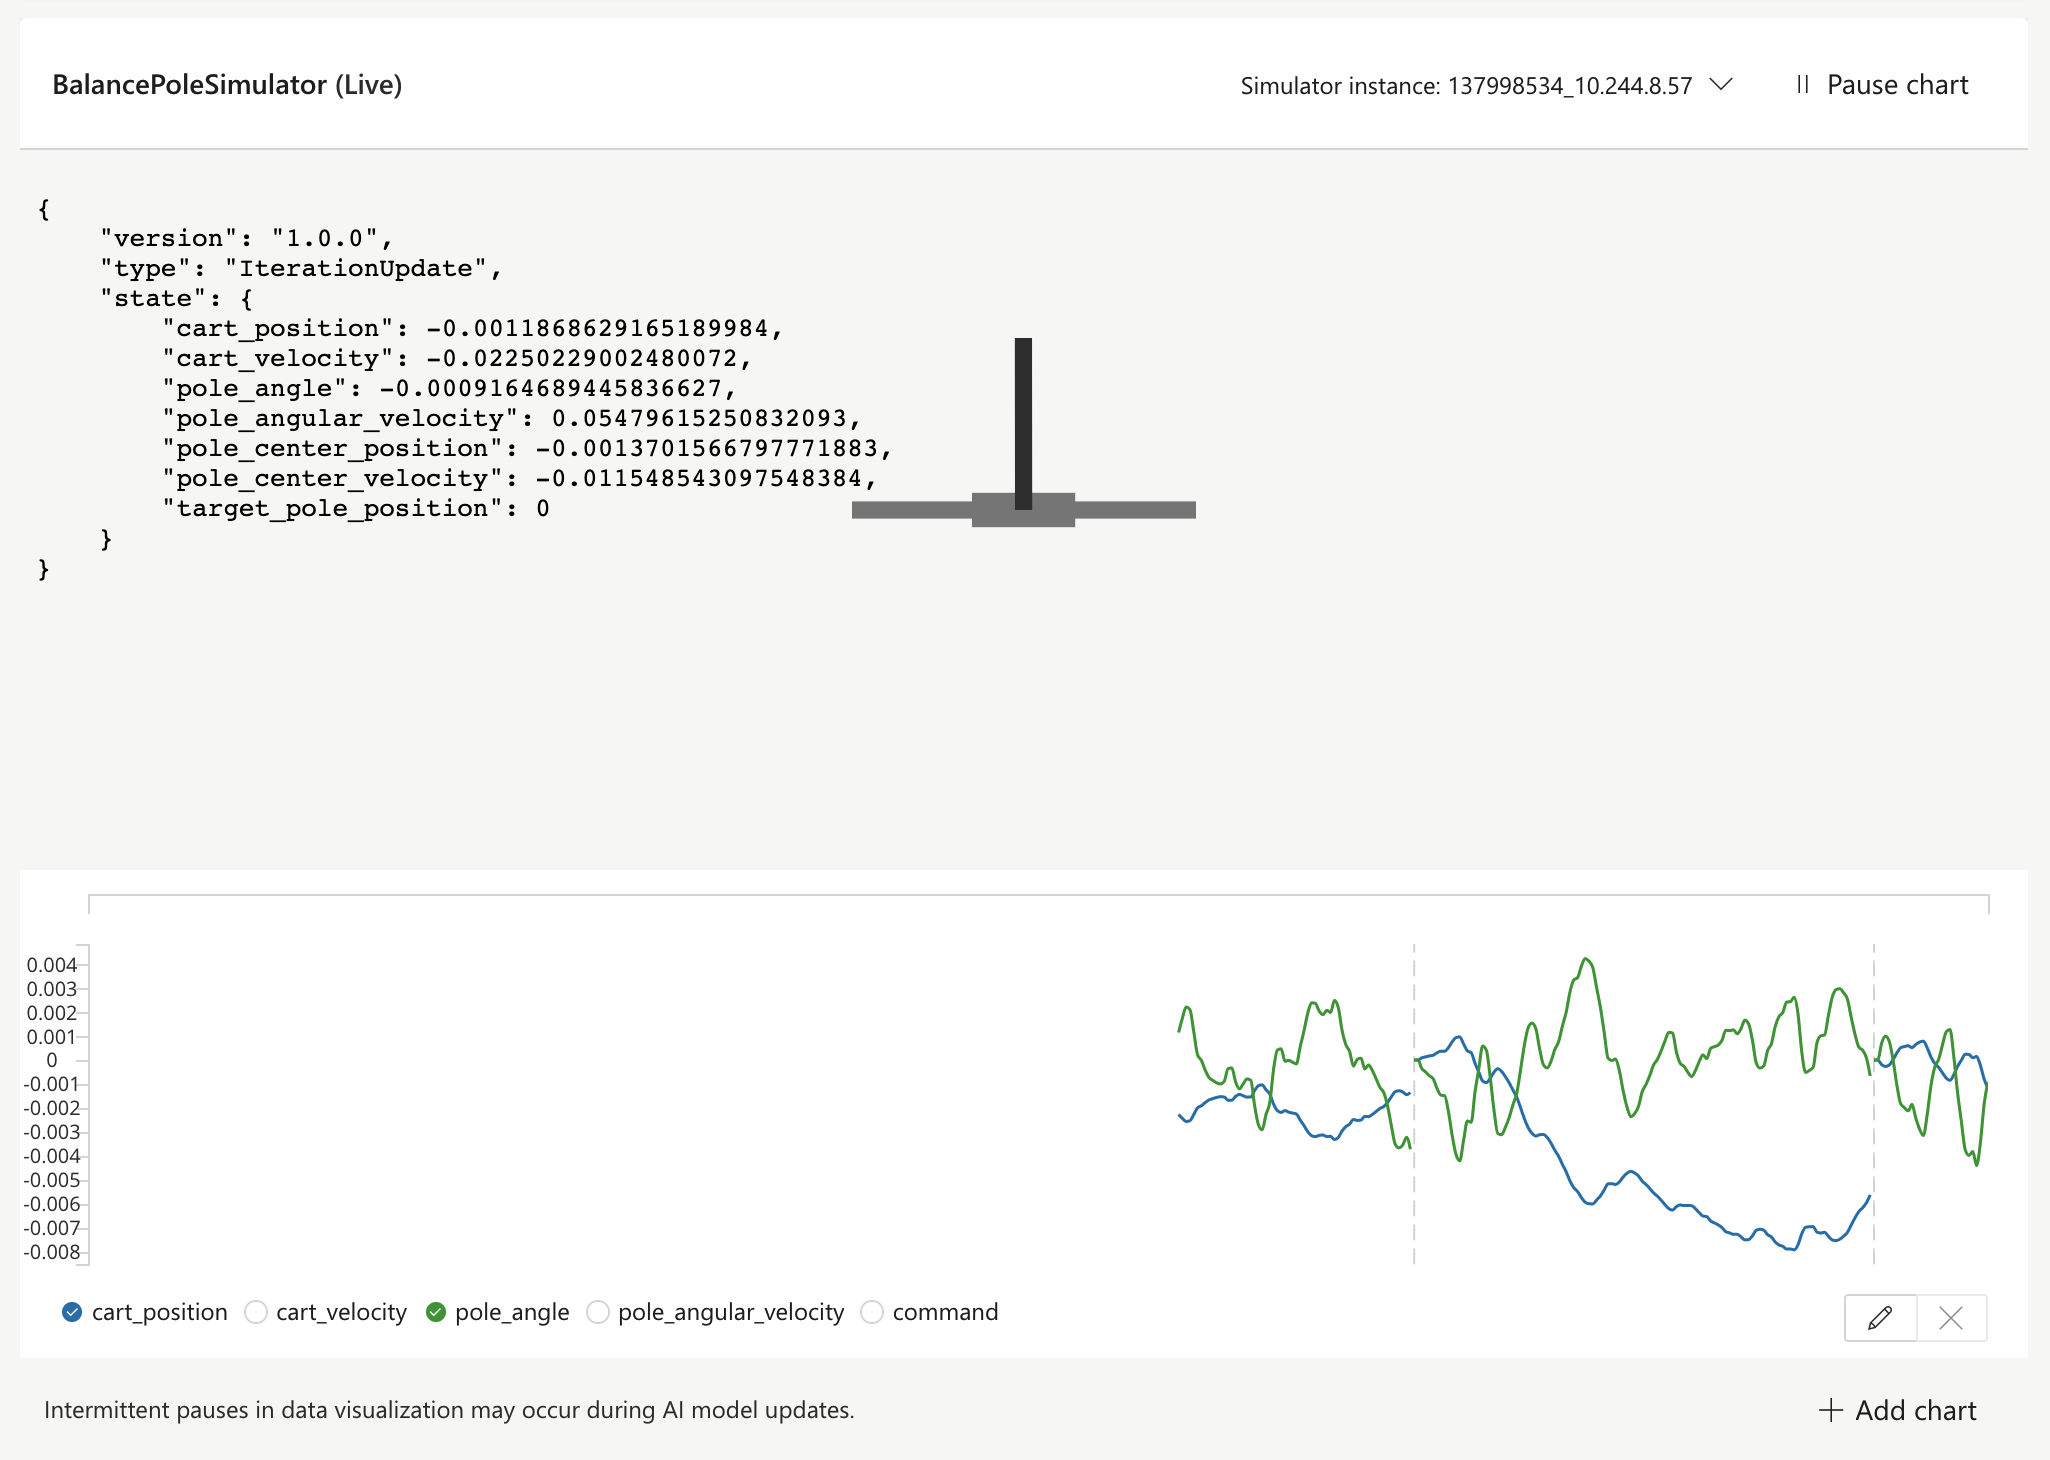 BalancePoleSimulator (Live)
Simulator instance: 137998534_10.244.8.57
Pause chart
{
"version": "1.0.0",
"type": "IterationUpdate",
"state": {
"cart_position": -0.0011868629165189984,
"cart_velocity": -0.02250229002480072,
"pole_angle": -0.0009164689445836627,
"pole_angular_velocity": 0.05479615250832093,
"pole_center_position": -0.0013701566797771883,
"pole_center_velocity": -0.011548543097548384,
"target_pole_position": 0
}
}
0.004
0.003
0.002
0.001
0
-0.001
-0.002
-0.003
-0.004
-0.005
-0.006
-0.007
-0.008
cart_position cart_velocity pole_angle pole_angular_velocity command
Intermittent pauses in data visualization may occur during AI model updates.
Add chart